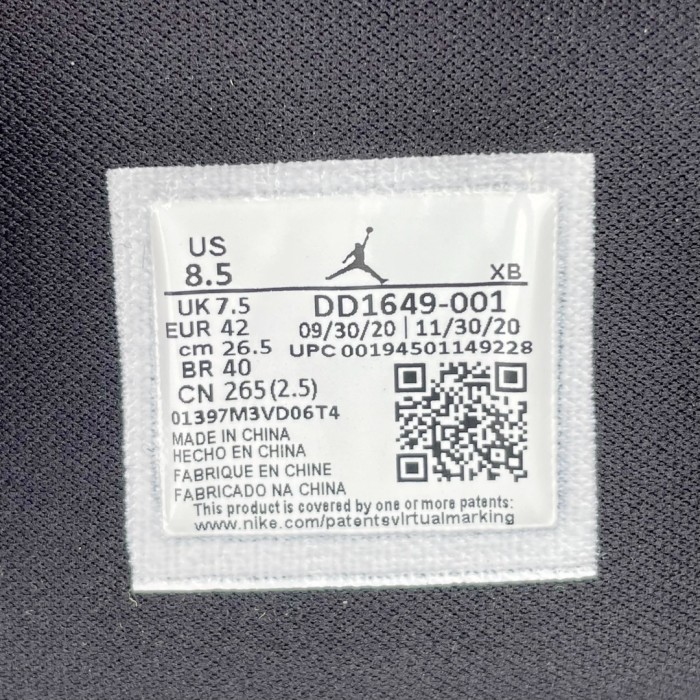 US
8.5
XB
UK 7.5
DD1649-001
EUR 42
09/30/20 | 11/30/20
cm 26.5
UPC 00194501149228
BR 40
CN 265 (2.5)
01397M3VD06T4
MADE IN CHINA
HECHO EN CHINA
FABRIQUE EN CHINE
FABRICADO NA CHINA
This product is covered by one or more patents:
www.nike.com/patentsvirtualmarking